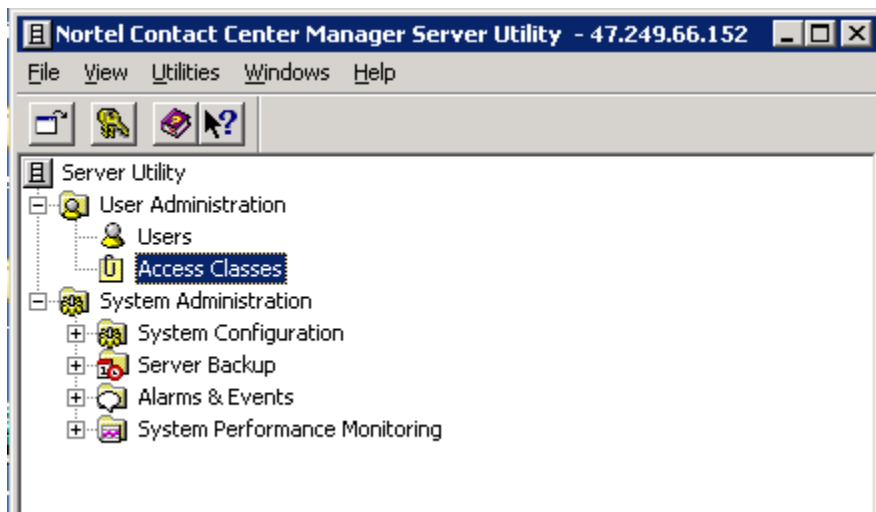 Nortel Contact Center Manager Server Utility - 47.249.66.152
File View Utilities Windows Help
Server Utility
User Administration
Users
Access Classes
System Administration
System Configuration
Server Backup
Alarms & Events
System Performance Monitoring